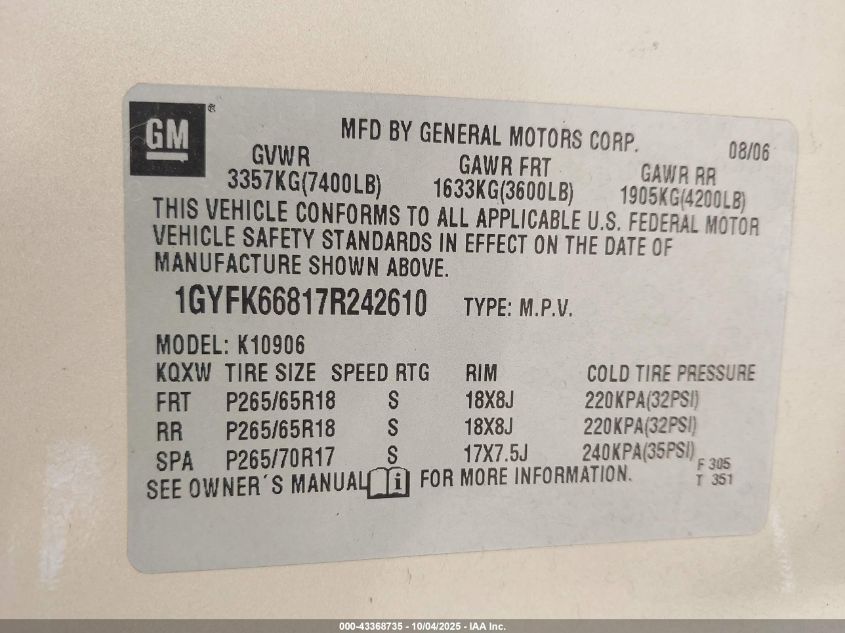 GM ®
MFD BY GENERAL MOTORS CORP. 08/06
GVWR GAWR FRT GAWR RR
3357KG(7400LB) 1633KG(3600LB) 1905KG(4200LB)
THIS VEHICLE CONFORMS TO ALL APPLICABLE U.S. FEDERAL MOTOR
VEHICLE SAFETY STANDARDS IN EFFECT ON THE DATE OF
MANUFACTURE SHOWN ABOVE.
1GYFK66817R242610 TYPE: M.P.V.
MODEL: K10906
KQXW TIRE SIZE SPEED RTG RIM COLD TIRE PRESSURE
FRT P265/65R18 S 18X8J 220KPA(32PSI)
RR P265/65R18 S 18X8J 220KPA(32PSI)
SPA P265/70R17 S 17X7.5J 240KPA(35PSI) F 305
SEE OWNER´S MANUAL i FOR MORE INFORMATION. T 351
000-43368735 - 10/04/2025 - IAA Inc.